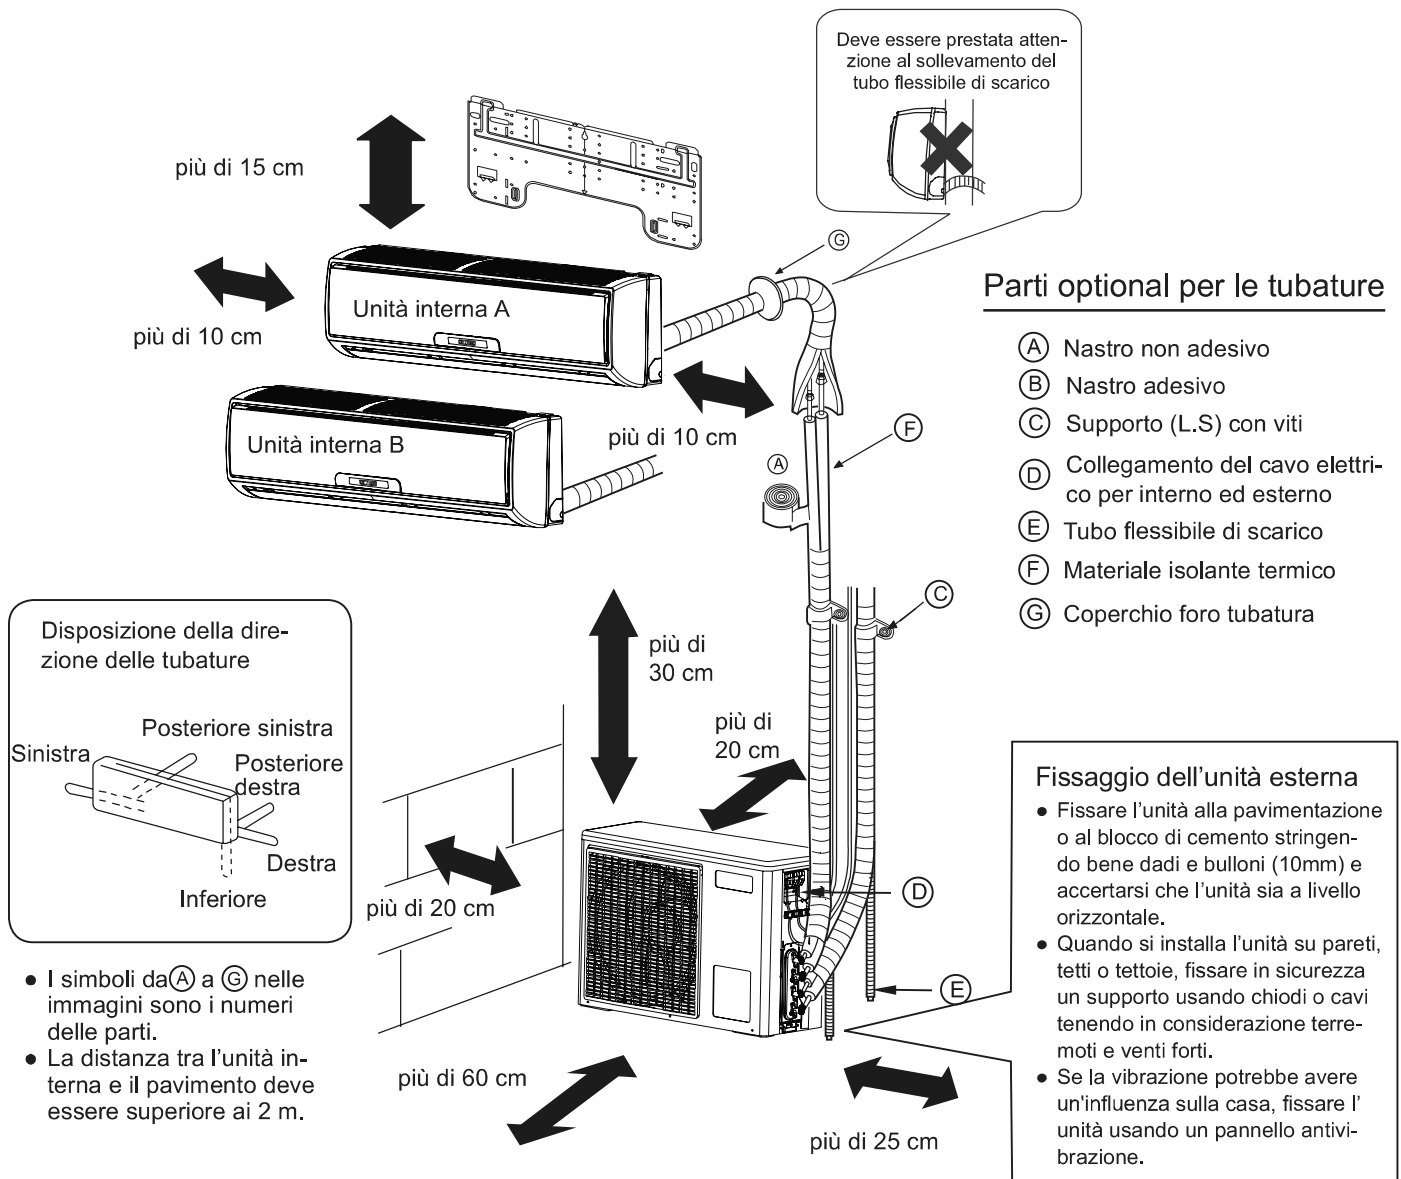 Deve essere prestata atten-
zione al sollevamento del
tubo flessibile di scarico
più di 15 cm
G
più di 10 cm
Unità interna A
Parti optional per le tubature
A Nastro non adesivo
B Nastro adesivo
C Supporto (L.S) con viti
D Collegamento del cavo elettri-
co per interno ed esterno
E Tubo flessibile di scarico
F Materiale isolante termico
G Coperchio foro tubatura
più di 10 cm
F
A
Unità interna B
C
più di
30 cm
Disposizione della dire-
zione delle tubature
Posteriore sinistra
Sinistra
Posteriore
destra
Destra
Inferiore
più di
20 cm
più di 20 cm
D
E
I simboli da A a G nelle
immagini sono i numeri
delle parti.
La distanza tra l'unità in-
terna e il pavimento deve
essere superiore ai 2 m.
più di 60 cm
più di 25 cm
Fissaggio dell'unità esterna
Fissare l'unità alla pavimentazione
o al blocco di cemento stringen-
do bene dadi e bulloni (10mm) e
accertarsi che l'unità sia a livello
orizzontale.
Quando si installa l'unità su pareti,
tetti o tettoie, fissare in sicurezza
un supporto usando chiodi o cavi
tenendo in considerazione terre-
moti e venti forti.
Se la vibrazione potrebbe avere
un'influenza sulla casa, fissare l'
unità usando un pannello antivi-
brazione.